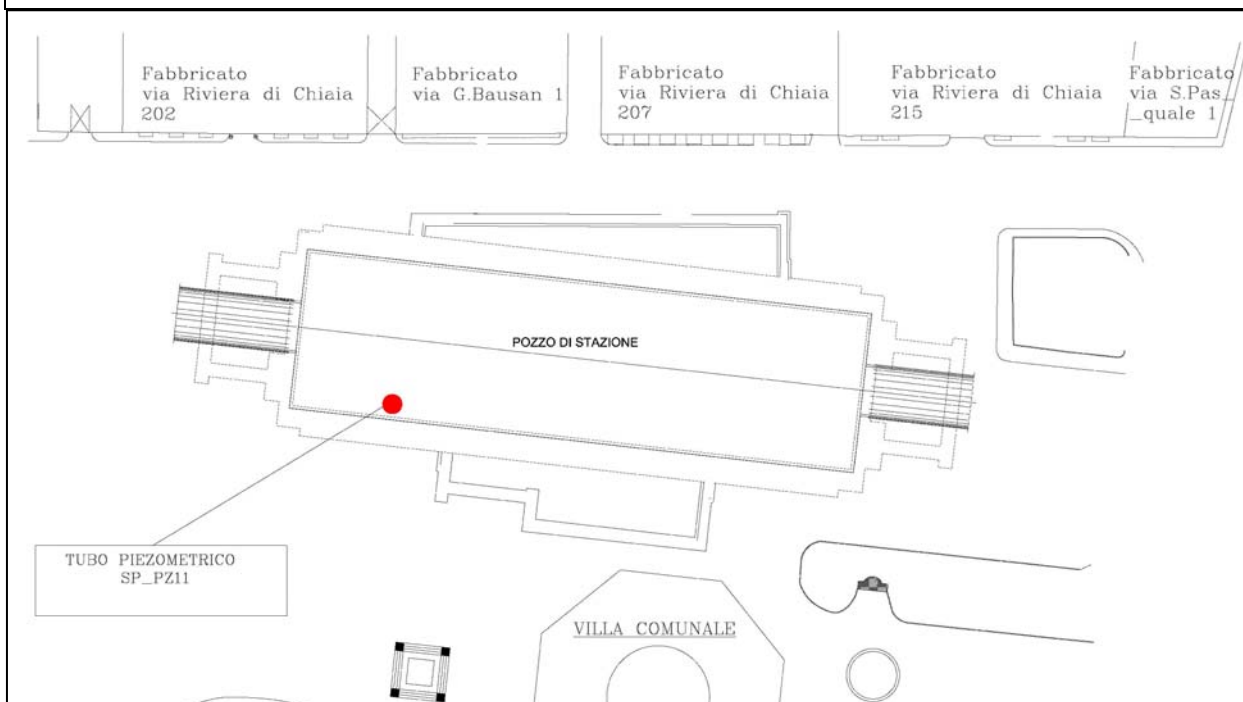 Fabbricato
via Riviera di Chiaia
202
Fabbricato
via G.Bausan 1
Fabbricato
via Riviera di Chiaia
207
Fabbricato
via Riviera di Chiaia
215
Fabbricato
via S.Pas_
_quale 1
POZZO DI STAZIONE
TUBO PIEZOMETRICO
SP_PZ11
VILLA COMUNALE